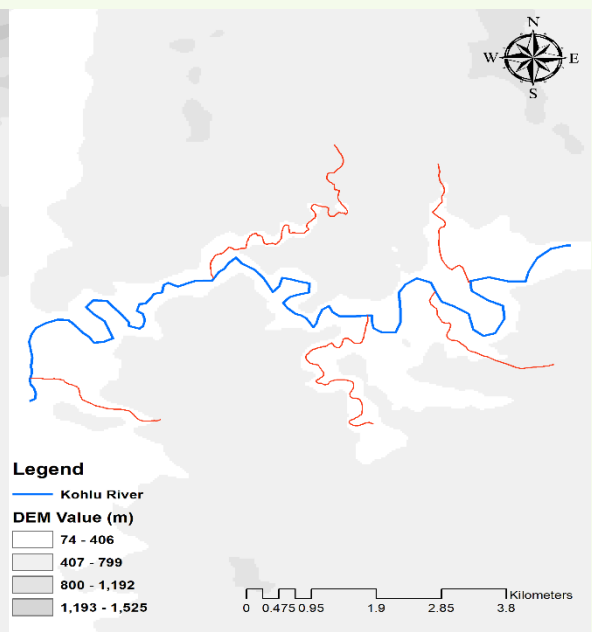 N
W E
S
Legend
Kohlu River
DEM Value (m)
74 - 406
407 - 799
800 - 1,192
1,193 - 1,525
Kilometers
0 0.475 0.95 1.9 2.85 3.8